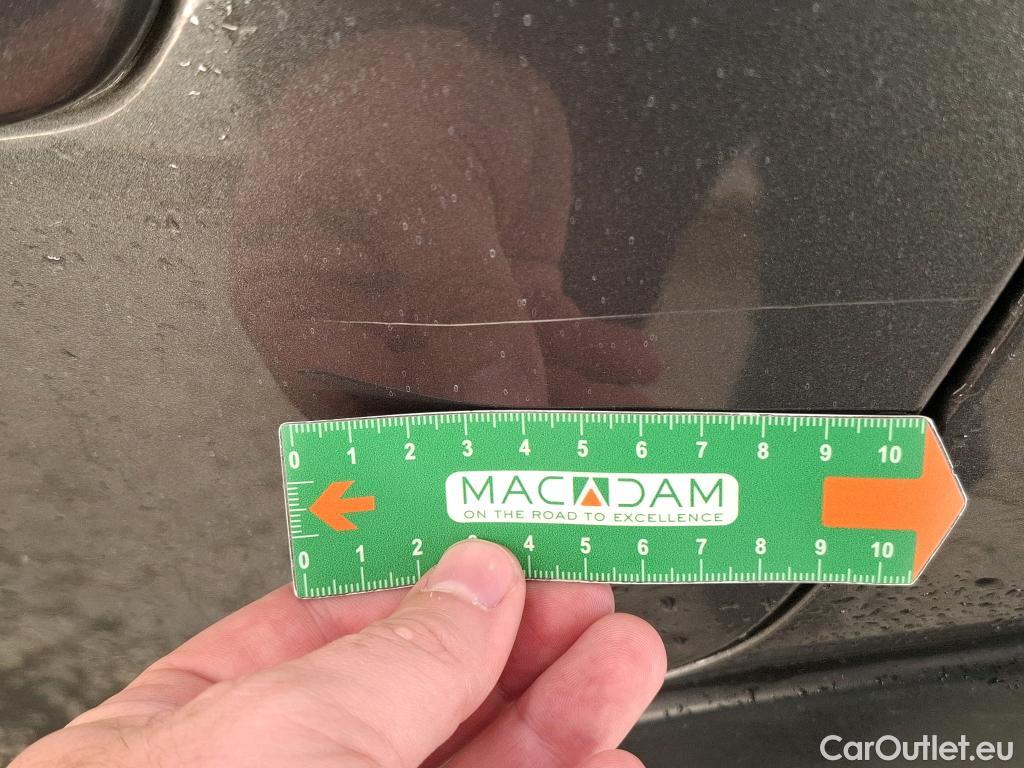 0 1 2 3 4 5 6 7 8 9 10
MACADAM
ON THE ROAD TO EXCELLENCE
0 1 2 3 4 5 6 7 8 9 10
CarOutlet.eu